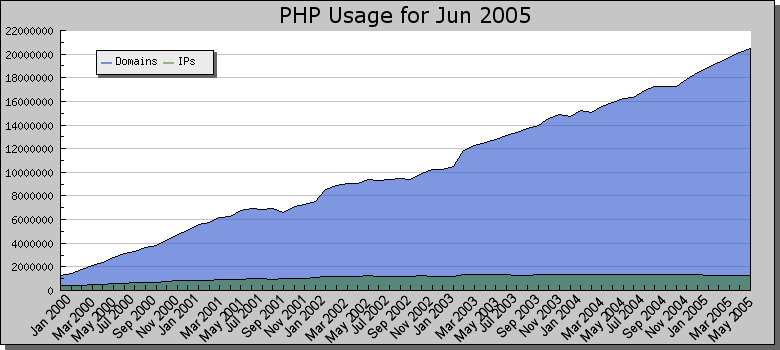 PHP Usage for Jun 2005
22000000
20000000
18000000
16000000
14000000
12000000
10000000
8000000
6000000
4000000
2000000
0
Domains IPs
Jan 2000
Mar 2000
May 2000
Jul 2000
Sep 2000
Nov 2000
Jan 2001
Mar 2001
May 2001
Jul 2001
Sep 2001
Nov 2001
Jan 2002
Mar 2002
May 2002
Jul 2002
Sep 2002
Nov 2002
Jan 2003
Mar 2003
May 2003
Jul 2003
Sep 2003
Nov 2003
Jan 2004
Mar 2004
May 2004
Jul 2004
Sep 2004
Nov 2004
Jan 2005
Mar 2005
May 2005